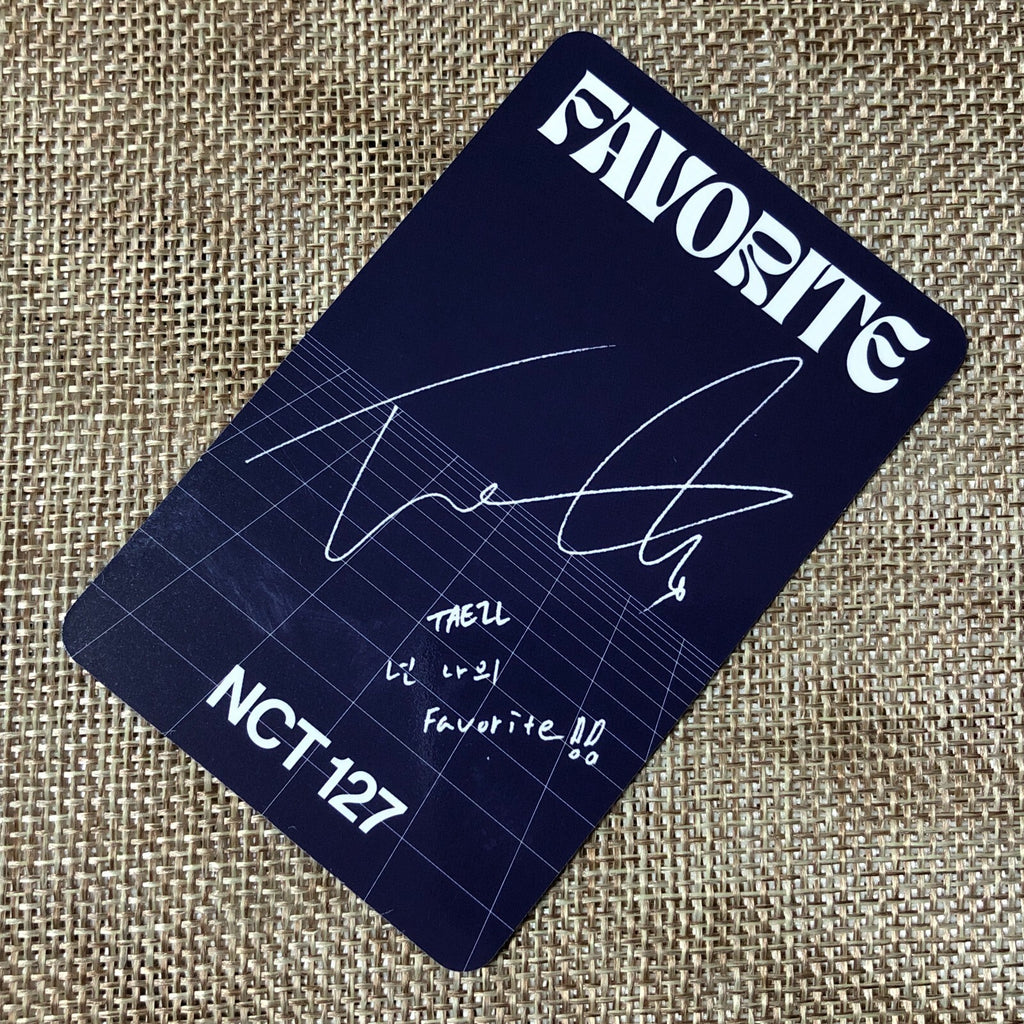 FAVORITE
TAEIL
넌 나의
Favorite!!
NCT 127